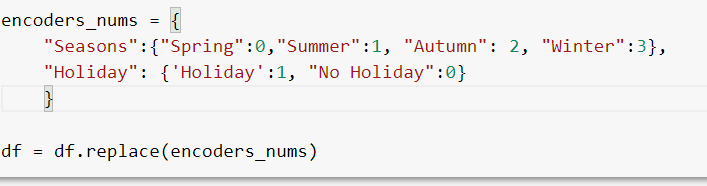 encoders_nums = {
    "Seasons":{"Spring":0,"Summer":1, "Autumn": 2, "Winter":3},
    "Holiday": {'Holiday':1, "No Holiday":0}
    }
df = df.replace(encoders_nums)